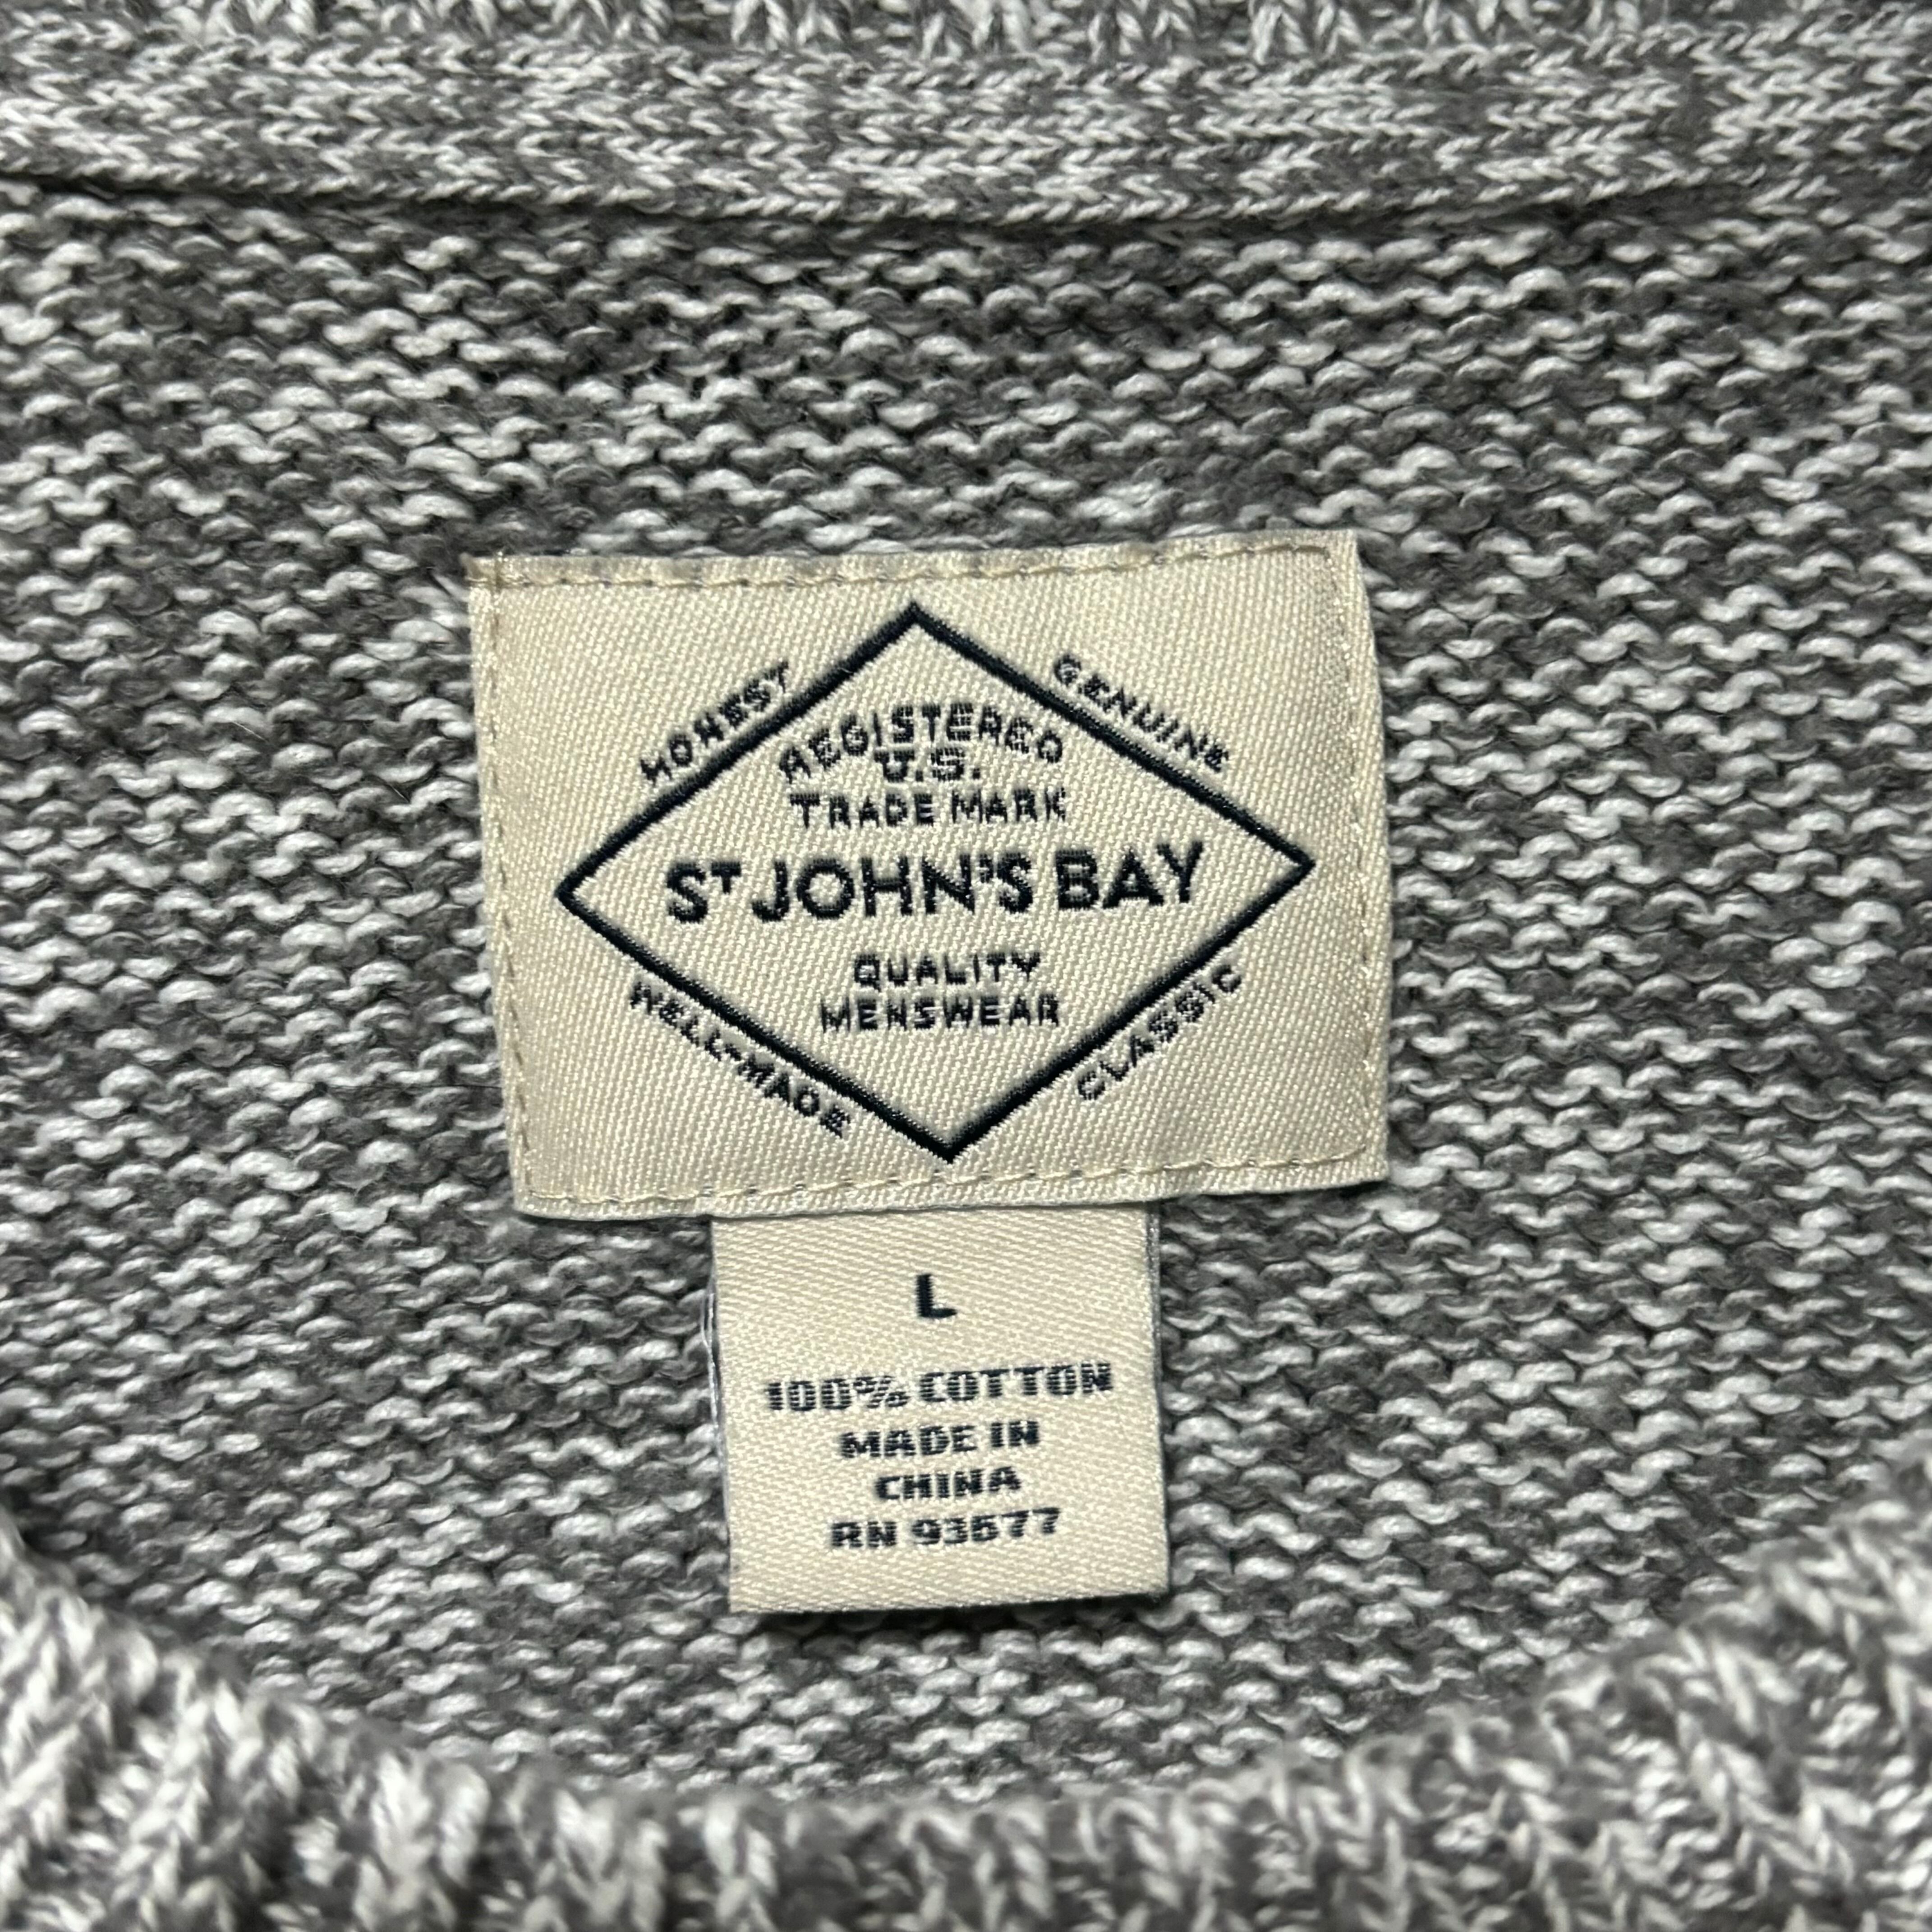 HONEST
GENUINE
REGISTERED
U.S.
TRADE MARK
ST JOHN'S BAY
QUALITY
MENSWEAR
WELL-MADE
CLASSIC
L
100% COTTON
MADE IN
CHINA
RN 93677